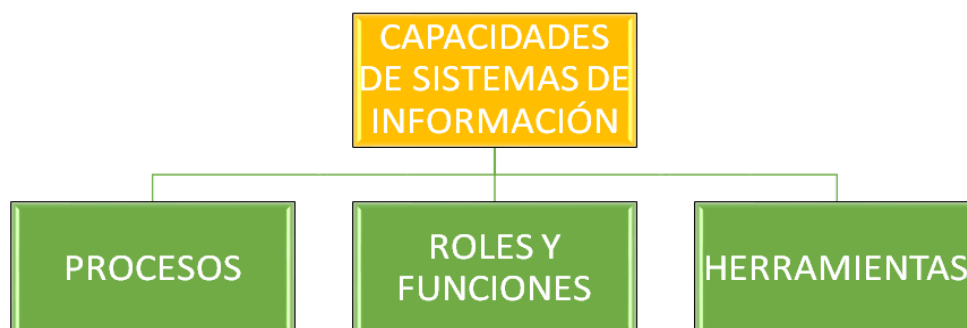 CAPACIDADES
DE SISTEMAS DE
INFORMACIÓN
PROCESOS
ROLES Y
FUNCIONES
HERRAMIENTAS